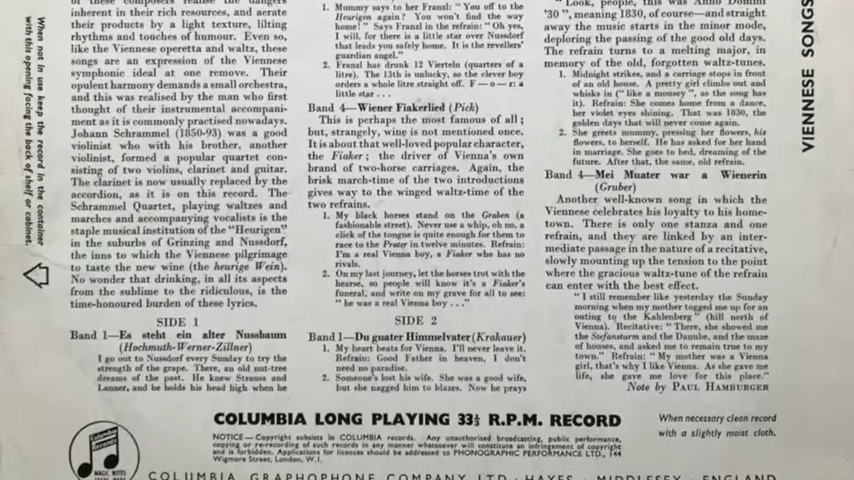 When not in use keep the record in the container
with this opening facing the back of shelf or cabinet.
of these composers realise the dangers
inherent in their rich resources, and aerate
their products by a light texture, lilting
rhythms and touches of humour. Even so,
like the Viennese operetta and waltz, these
songs are an expression of the Viennese
symphonic ideal at one remove. Their
opulent harmony demands a small orchestra,
and this was realised by the man who first
thought of their instrumental accompani-
ment as it is commonly practised nowadays.
Johann Schrammel (1850-93) was a good
violinist who with his brother, another
violinist, formed a popular quartet con-
sisting of two violins, clarinet and guitar.
The clarinet is now usually replaced by the
accordion, as it is on this record. The
Schrammel Quartet, playing waltzes and
marches and accompanying vocalists is the
staple musical institution of the "Heurigen"
in the suburbs of Grinzing and Nussdorf,
the inns to which the Viennese pilgrimage
to taste the new wine (the heurige Wein).
No wonder that drinking, in all its aspects
from the sublime to the ridiculous, is the
time-honoured burden of these lyrics.
SIDE 1
Band 1—Es steht ein alter Nussbaum
(Hochmuth-Werner-Zillner)
I go out to Nussdorf every Sunday to try the
strength of the grape. There, an old nut-tree
dreams of the past. He knew Strauss and
Lanner, and he holds his head high when he
1. Mummy says to her Franzl: "You off to the
Heurigen again? You won't find the way
home!" Says Franzl in the refrain: "Oh yes,
I will, for there is a little star over Nussdorf
that leads you safely home. It is the revellers'
guardian angel."
2. Franzl has drunk 12 Vierteln (quarters of a
litre). The 13th is unlucky, so the clever boy
orders a whole litre straight off. F—o—r: a
little star . . .
Band 4—Wiener Fiakerlied (Pick)
This is perhaps the most famous of all;
but, strangely, wine is not mentioned once.
It is about that well-loved popular character,
the Fiaker; the driver of Vienna's own
brand of two-horse carriages. Again, the
brisk march-time of the two introductions
gives way to the winged waltz-time of the
two refrains.
1. My black horses stand on the Graben (a
fashionable street). Never use a whip, oh no, a
click of the tongue is quite enough for them to
race to the Prater in twelve minutes. Refrain:
I'm a real Vienna boy, a Fiaker who has no
rivals.
2. On my last journey, let the horses trot with the
hearse, so people will know it's a Fiaker's
funeral, and write on my grave for all to see:
"he was a real Vienna boy . . ."
SIDE 2
Band 1—Du guater Himmelvater (Krakauer)
1. My heart beats for Vienna. I'll never leave it.
Refrain: Good Father in heaven, I don't
need no paradise.
2. Someone's lost his wife. She was a good wife,
but she nagged him to blazes. Now he prays
"Look, people, this was Anno Domini
'30", meaning 1830, of course—and straight
away the music starts in the minor mode,
deploring the passing of the good old days.
The refrain turns to a melting major, in
memory of the old, forgotten waltz-tunes.
1. Midnight strikes, and a carriage stops in front
of an old house. A pretty girl climbs out and
whisks in ("like a mousey", as the song has
it). Refrain: She comes home from a dance,
her violet eyes shining. That was 1830, the
golden days that will never come again.
2. She greets mummy, pressing her flowers, his
flowers, to herself. He has asked for her hand
in marriage. She goes to bed, dreaming of the
future. After that, the same old refrain.
Band 4—Mei Muater war a Wienerin
(Gruber)
Another well-known song in which the
Viennese celebrates his loyalty to his home-
town. There is only one stanza and one
refrain, and they are linked by an inter-
mediate passage in the nature of a recitative,
slowly mounting up the tension to the point
where the gracious waltz-tune of the refrain
can enter with the best effect.
"I still remember like yesterday the Sunday
morning when my mother togged me up for an
outing to the Kahlenberg" (hill north of
Vienna). Recitative: "There, she showed me
the Stefansturm and the Danube, and the maze
of houses, and asked me to remain true to my
town." Refrain: "My mother was a Vienna
girl, that's why I like Vienna. As she gave me
life, she gave me love for this place."
Note by PAUL HAMBURGER
VIENNESE SONGS
COLUMBIA LONG PLAYING 33⅓ R.P.M. RECORD
NOTICE—Copyright subsists in COLUMBIA records. Any unauthorised broadcasting, public performance,
copying or re-recording of such records in any manner whatsoever will constitute an infringement of copyright
and is forbidden. Applications for licences should be addressed to PHONOGRAPHIC PERFORMANCE LTD., 144
Wigmore Street, London, W.1.
When necessary clean record
with a slightly moist cloth.
Columbia
MAGIC NOTES
COLUMBIA GRAPHOPHONE COMPANY LTD · HAYES · MIDDLESEX · ENGLAND